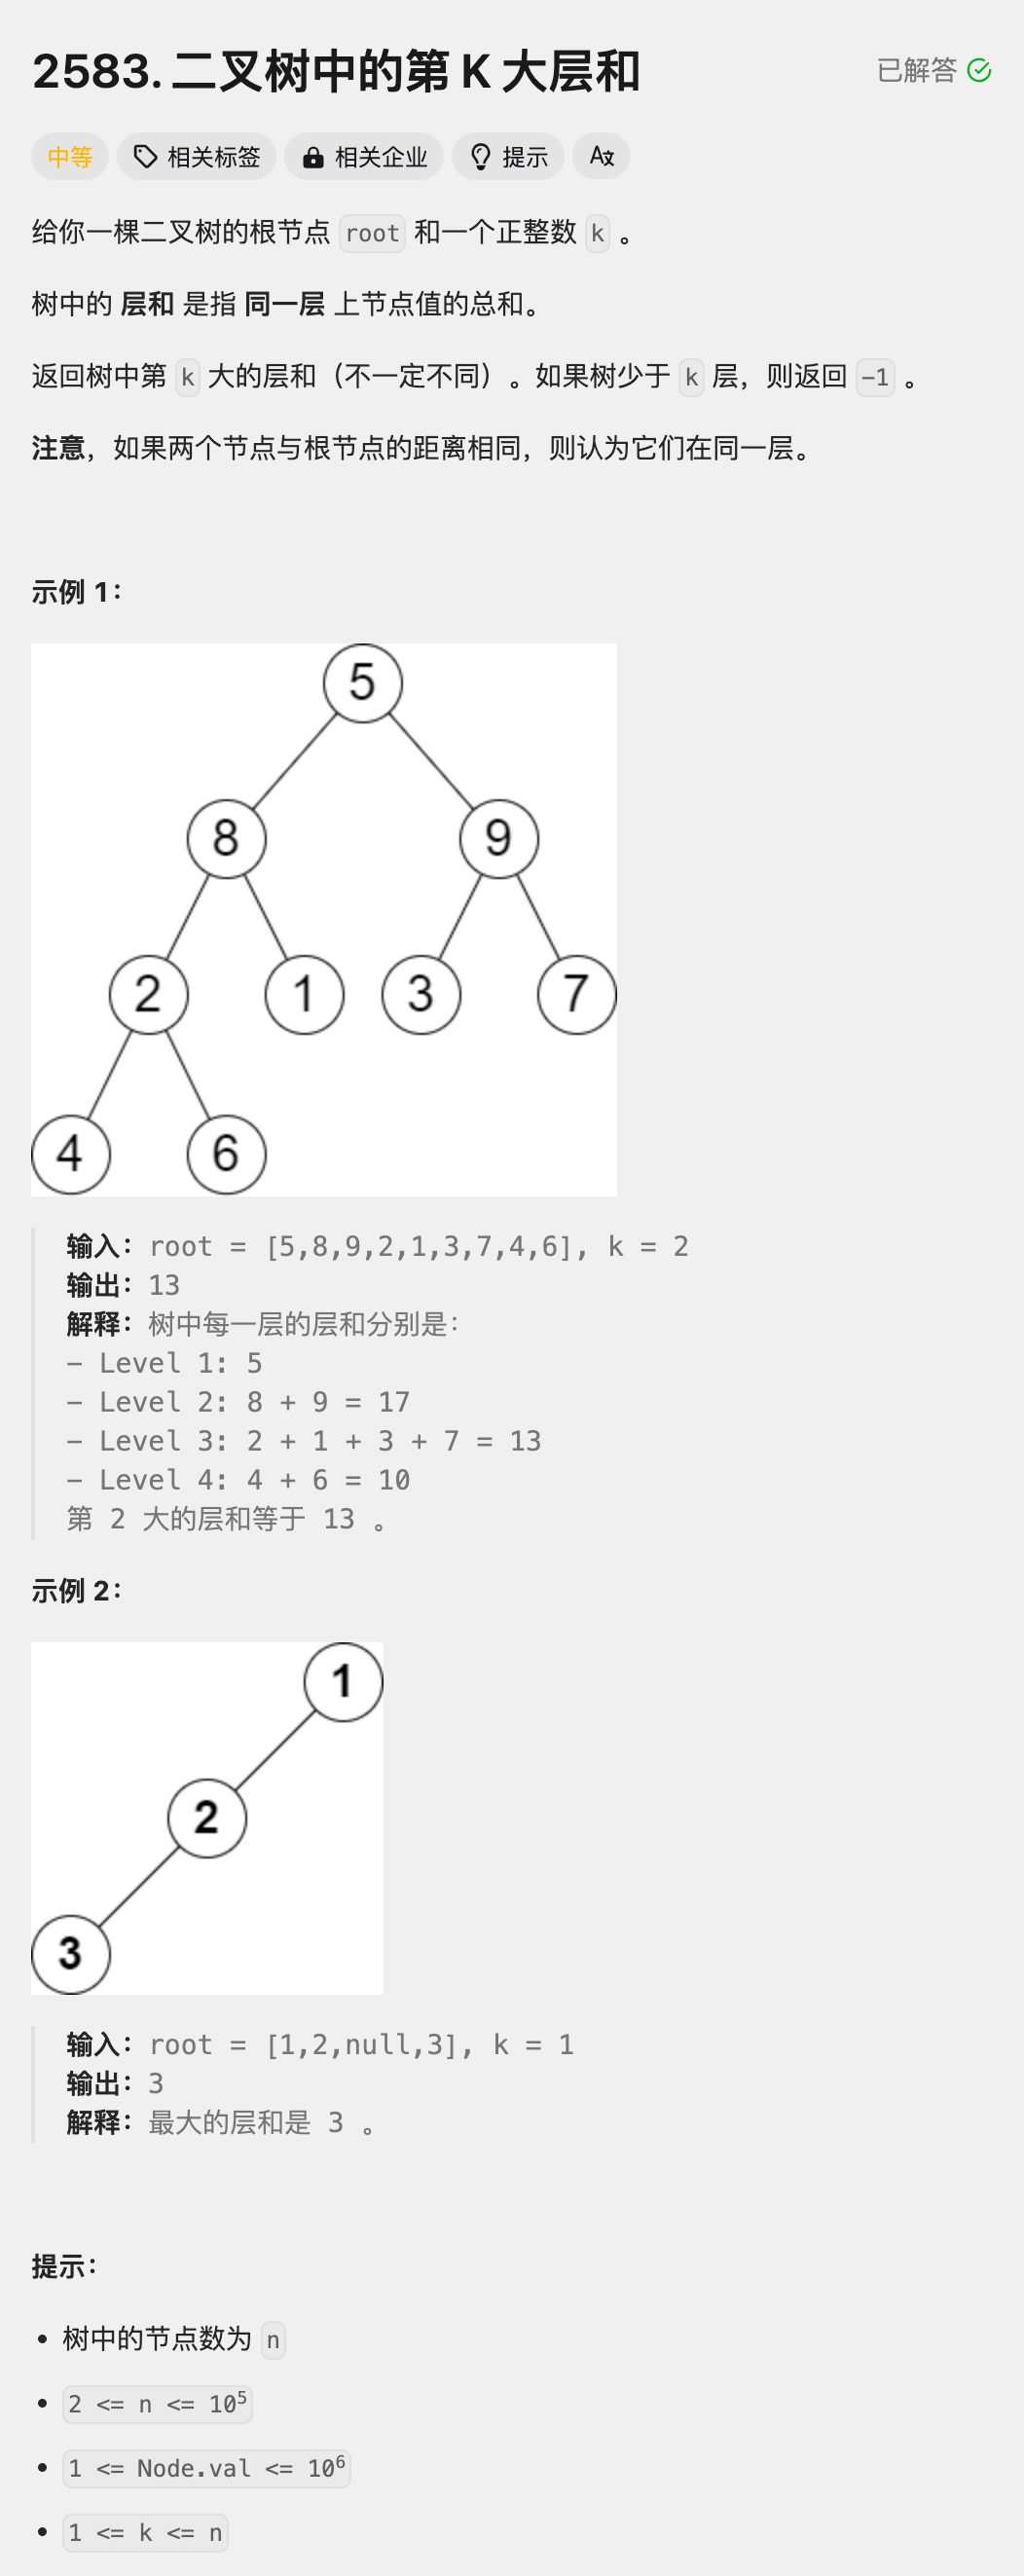 2583. 二叉树中的第 K 大层和
已解答
中等 相关标签 相关企业 提示 A文
给你一棵二叉树的根节点 root 和一个正整数 k 。
树中的 层和 是指 同一层 上节点值的总和。
返回树中第 k 大的层和（不一定不同）。如果树少于 k 层，则返回 -1 。
注意，如果两个节点与根节点的距离相同，则认为它们在同一层。
示例 1：
5
8 9
2 1 3 7
4 6
输入：root = [5,8,9,2,1,3,7,4,6], k = 2
输出：13
解释：树中每一层的层和分别是：
- Level 1: 5
- Level 2: 8 + 9 = 17
- Level 3: 2 + 1 + 3 + 7 = 13
- Level 4: 4 + 6 = 10
第 2 大的层和等于 13 。
示例 2：
1
2
3
输入：root = [1,2,null,3], k = 1
输出：3
解释：最大的层和是 3 。
提示：
• 树中的节点数为 n
• 2 <= n <= 10⁵
• 1 <= Node.val <= 10⁶
• 1 <= k <= n